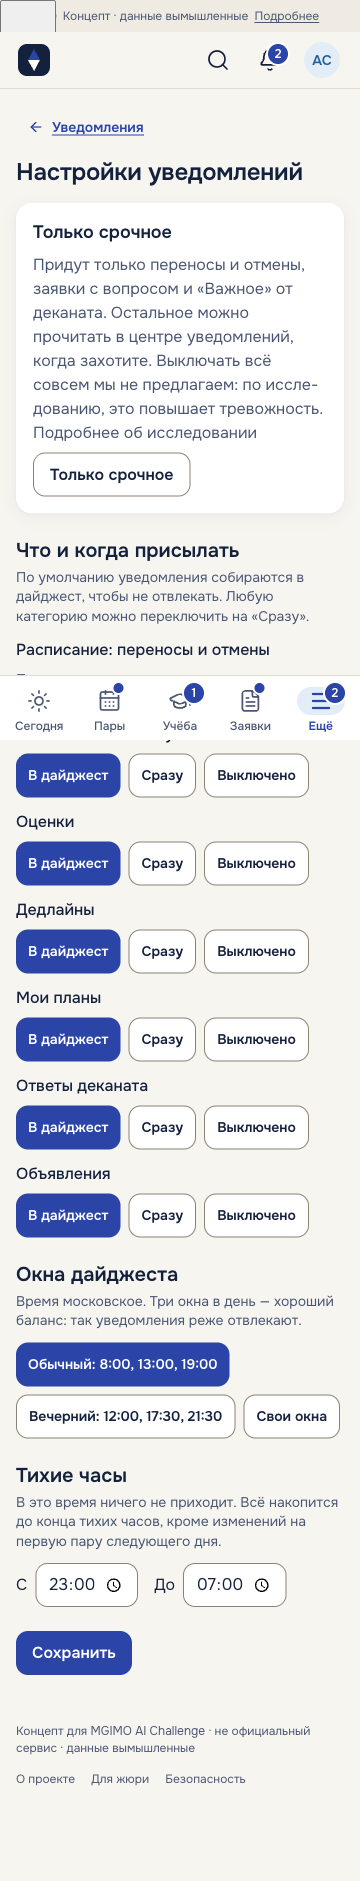 Концепт · данные вымышленные Подробнее
2
АС
Уведомления
Настройки уведомлений
Только срочное
Придут только переносы и отмены,
заявки с вопросом и «Важное» от
деканата. Остальное можно
прочитать в центре уведомлений,
когда захотите. Выключать всё
совсем мы не предлагаем: по иссле-
дованию, это повышает тревожность.
Подробнее об исследовании
Только срочное
Что и когда присылать
По умолчанию уведомления собираются в
дайджест, чтобы не отвлекать. Любую
категорию можно переключить на «Сразу».
Расписание: переносы и отмены
1 2
Сегодня Пары Учёба Заявки Ещё
В дайджест Сразу Выключено
Оценки
В дайджест Сразу Выключено
Дедлайны
В дайджест Сразу Выключено
Мои планы
В дайджест Сразу Выключено
Ответы деканата
В дайджест Сразу Выключено
Объявления
В дайджест Сразу Выключено
Окна дайджеста
Время московское. Три окна в день — хороший
баланс: так уведомления реже отвлекают.
Обычный: 8:00, 13:00, 19:00
Вечерний: 12:00, 17:30, 21:30 Свои окна
Тихие часы
В это время ничего не приходит. Всё накопится
до конца тихих часов, кроме изменений на
первую пару следующего дня.
С 23:00 До 07:00
Сохранить
Концепт для MGIMO AI Challenge · не официальный
сервис · данные вымышленные
О проекте Для жюри Безопасность